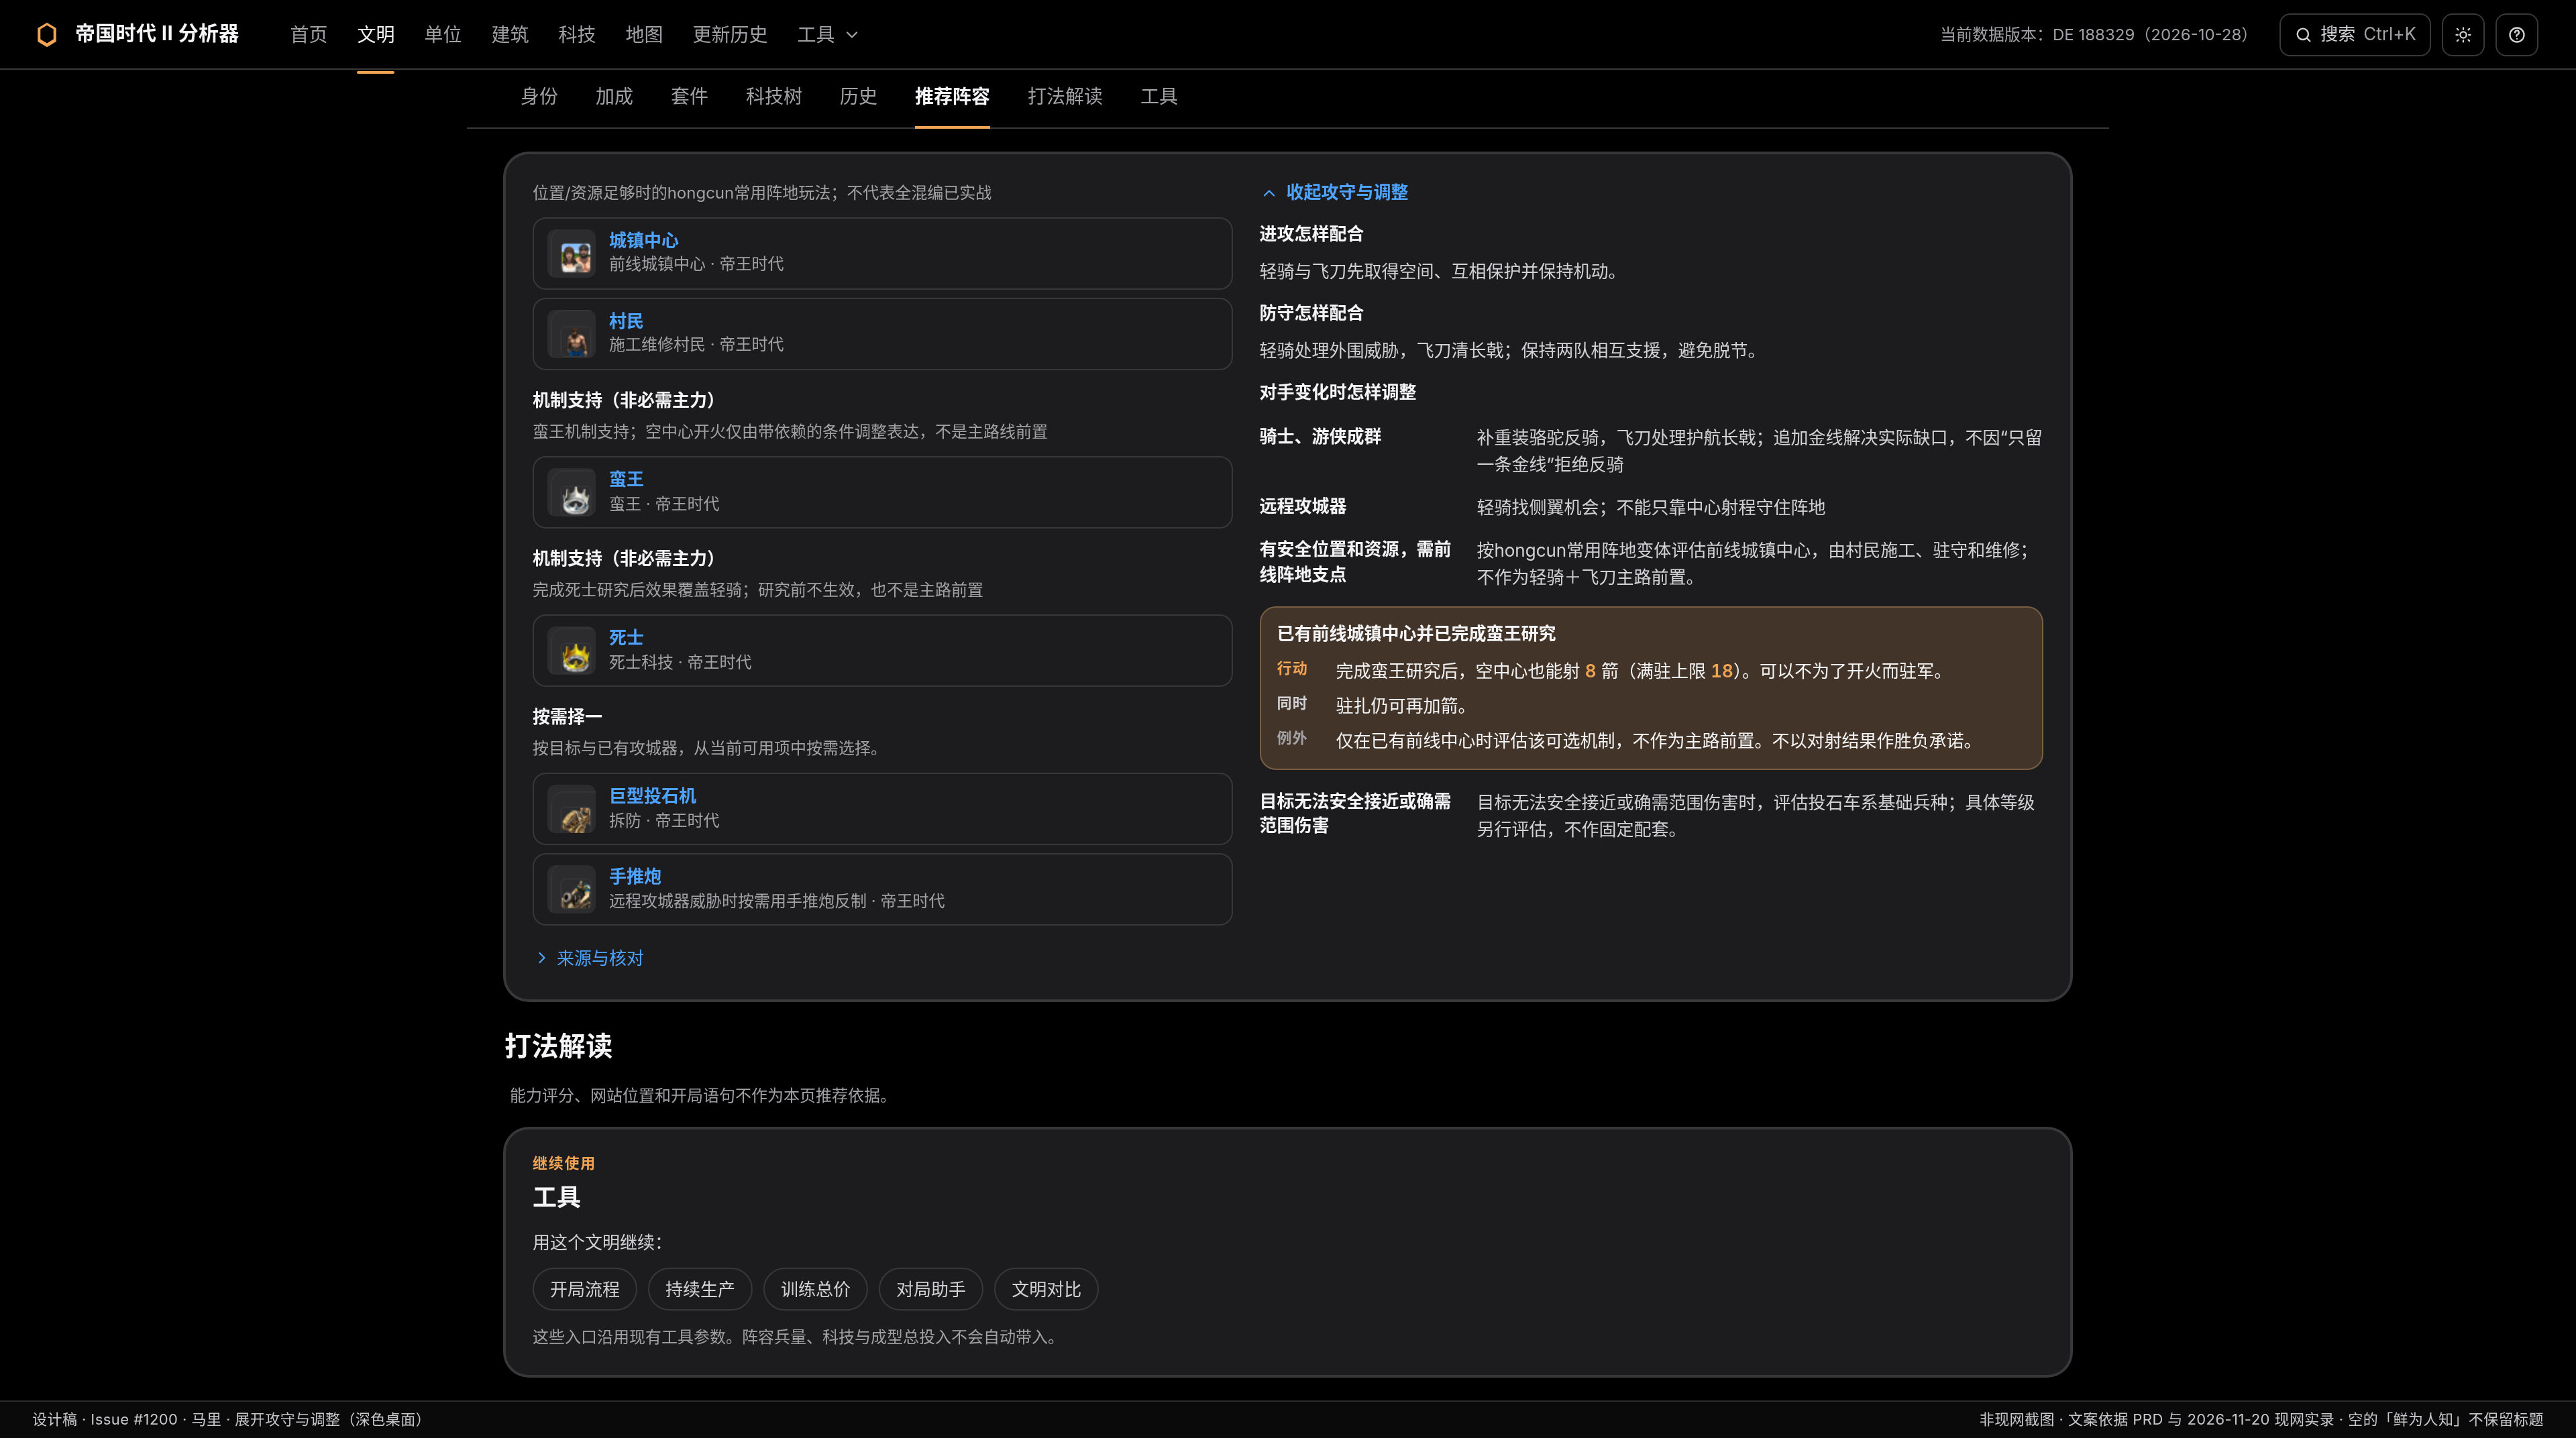 帝国时代 II 分析器
首页
文明
单位
建筑
科技
地图
更新历史
工具
当前数据版本：DE 188329（2026-10-28）
搜索 Ctrl+K
身份
加成
套件
科技树
历史
推荐阵容
打法解读
工具
位置/资源足够时的hongcun常用阵地玩法；不代表全混编已实战
城镇中心
前线城镇中心 · 帝王时代
村民
施工维修村民 · 帝王时代
机制支持（非必需主力）
蛮王机制支持；空中心开火仅由带依赖的条件调整表达，不是主路线前置
蛮王
蛮王 · 帝王时代
机制支持（非必需主力）
完成死士研究后效果覆盖轻骑；研究前不生效，也不是主路前置
死士
死士科技 · 帝王时代
按需择一
按目标与已有攻城器，从当前可用项中按需选择。
巨型投石机
拆防 · 帝王时代
手推炮
远程攻城器威胁时按需用手推炮反制 · 帝王时代
来源与核对
收起攻守与调整
进攻怎样配合
轻骑与飞刀先取得空间、互相保护并保持机动。
防守怎样配合
轻骑处理外围威胁，飞刀清长戟；保持两队相互支援，避免脱节。
对手变化时怎样调整
骑士、游侠成群
补重装骆驼反骑，飞刀处理护航长戟；追加金线解决实际缺口，不因“只留
一条金线”拒绝反骑
远程攻城器
轻骑找侧翼机会；不能只靠中心射程守住阵地
有安全位置和资源，需前
线阵地支点
按hongcun常用阵地变体评估前线城镇中心，由村民施工、驻守和维修；
不作为轻骑＋飞刀主路前置。
已有前线城镇中心并已完成蛮王研究
行动
完成蛮王研究后，空中心也能射 8 箭（满驻上限 18）。可以不为了开火而驻军。
同时
驻扎仍可再加箭。
例外
仅在已有前线中心时评估该可选机制，不作为主路前置。不以对射结果作胜负承诺。
目标无法安全接近或确需
范围伤害
目标无法安全接近或确需范围伤害时，评估投石车系基础兵种；具体等级
另行评估，不作固定配套。
打法解读
能力评分、网站位置和开局语句不作为本页推荐依据。
继续使用
工具
用这个文明继续：
开局流程
持续生产
训练总价
对局助手
文明对比
这些入口沿用现有工具参数。阵容兵量、科技与成型总投入不会自动带入。
设计稿 · Issue #1200 · 马里 · 展开攻守与调整（深色桌面）
非现网截图 · 文案依据 PRD 与 2026-11-20 现网实录 · 空的「鲜为人知」不保留标题